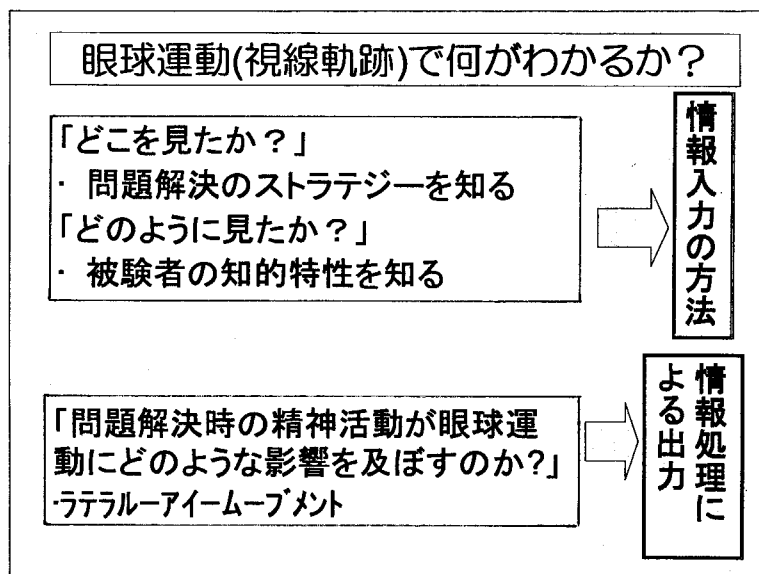 眼球運動(視線軌跡)で何がわかるか？
「どこを見たか？」
・ 問題解決のストラテジーを知る
「どのように見たか？」
・ 被験者の知的特性を知る
情報入力の方法
「問題解決時の精神活動が眼球運
動にどのような影響を及ぼすのか?」
・ラテラルーアイームーブメント
情報処理に
よる出力